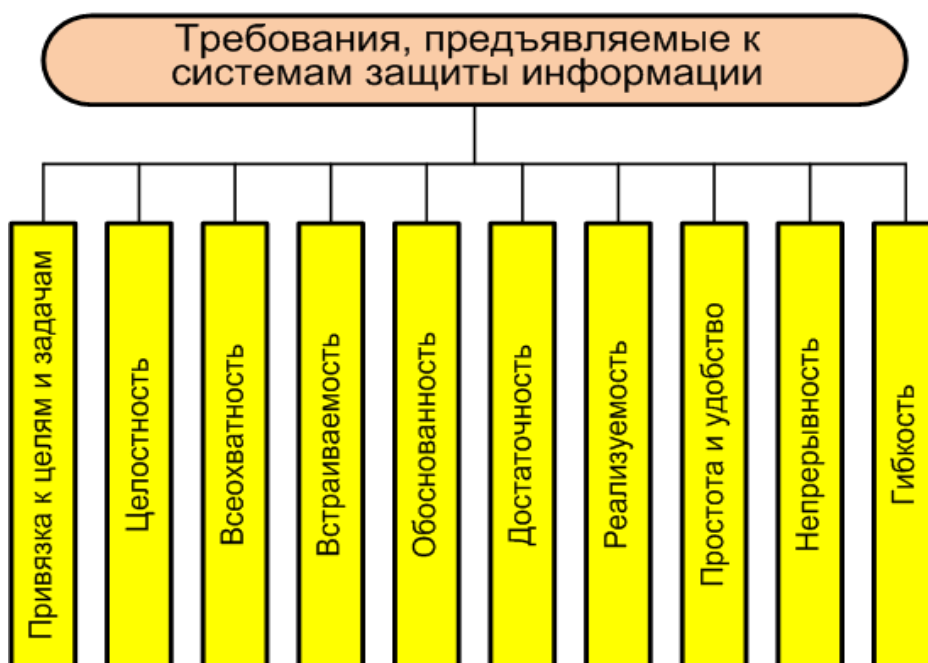 Требования, предъявляемые к
системам защиты информации
Привязка к целям и задачам
Целостность
Всеохватность
Встраиваемость
Обоснованность
Достаточность
Реализуемость
Простота и удобство
Непрерывность
Гибкость